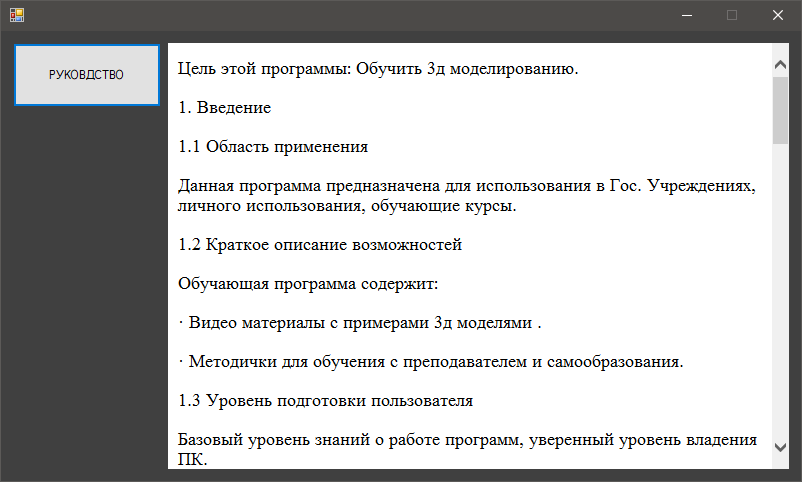 РУКОВДСТВО
Цель этой программы: Обучить 3д моделированию.
1. Введение
1.1 Область применения
Данная программа предназначена для использования в Гос. Учреждениях,
личного использования, обучающие курсы.
1.2 Краткое описание возможностей
Обучающая программа содержит:
· Видео материалы с примерами 3д моделями .
· Методички для обучения с преподавателем и самообразования.
1.3 Уровень подготовки пользователя
Базовый уровень знаний о работе программ, уверенный уровень владения
ПК.